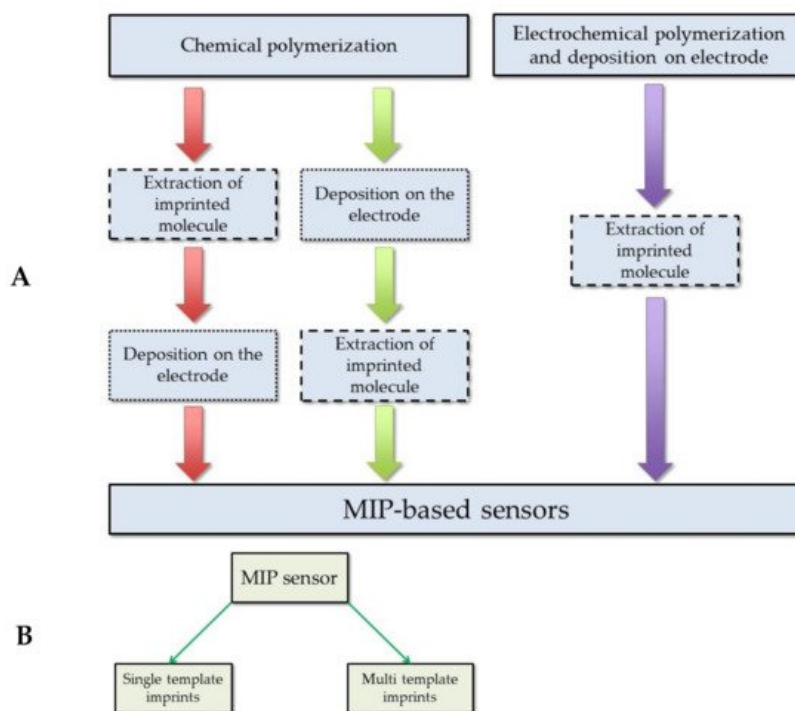 Chemical polymerization
Electrochemical polymerization
and deposition on electrode
Extraction of
imprinted
molecule
Deposition on the
electrode
Extraction of
imprinted
molecule
A
Deposition on the
electrode
Extraction of
imprinted
molecule
MIP-based sensors
MIP sensor
B
Single template
imprints
Multi template
imprints